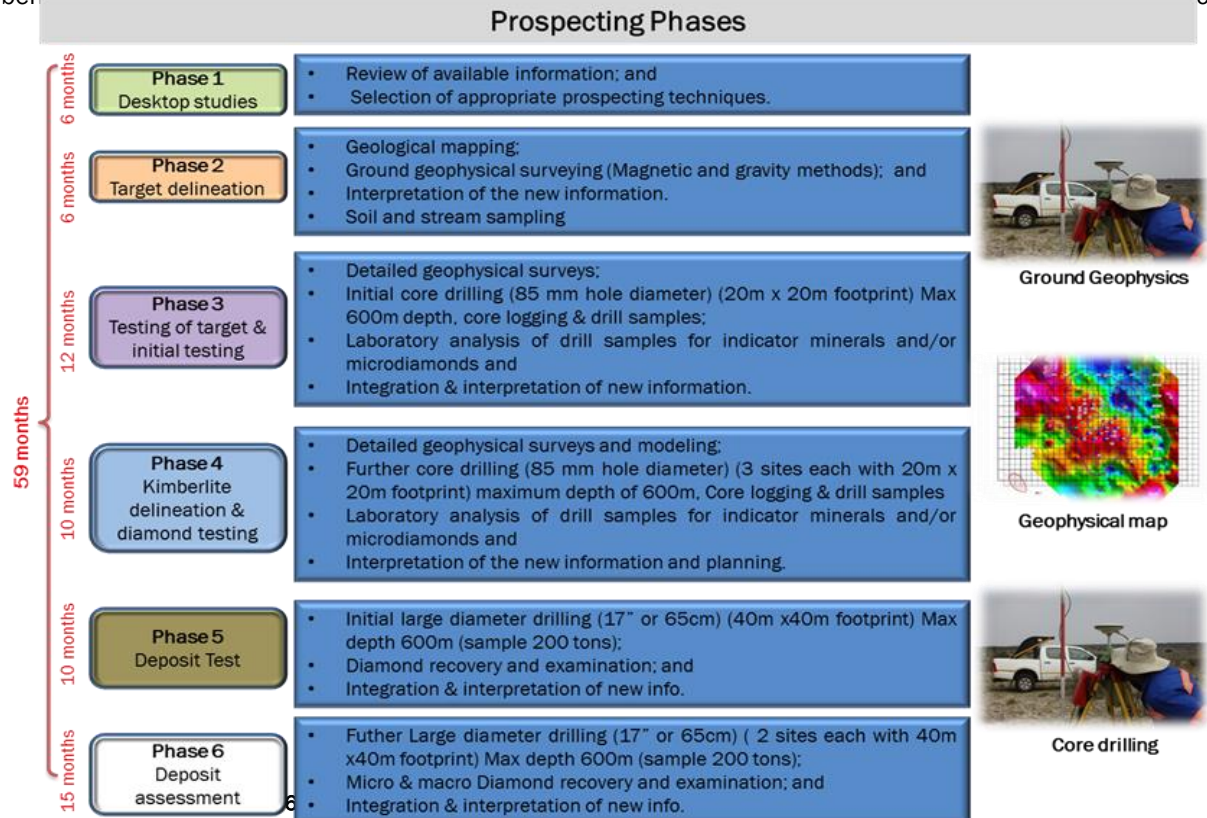 ben
Prospecting Phases
59 months
6 months
Phase 1
Desktop studies
• Review of available information; and
• Selection of appropriate prospecting techniques.
6 months
Phase 2
Target delineation
• Geological mapping;
• Ground geophysical surveying (Magnetic and gravity methods); and
• Interpretation of the new information.
• Soil and stream sampling
Ground Geophysics
12 months
Phase 3
Testing of target &
initial testing
• Detailed geophysical surveys;
• Initial core drilling (85 mm hole diameter) (20m x 20m footprint) Max
600m depth, core logging & drill samples;
• Laboratory analysis of drill samples for indicator minerals and/or
microdiamonds and
• Integration & interpretation of new information.
Geophysical map
10 months
Phase 4
Kimberlite
delineation &
diamond testing
• Detailed geophysical surveys and modeling;
• Further core drilling (85 mm hole diameter) (3 sites each with 20m x
20m footprint) maximum depth of 600m, Core logging & drill samples
• Laboratory analysis of drill samples for indicator minerals and/or
microdiamonds and
• Interpretation of the new information and planning.
10 months
Phase 5
Deposit Test
• Initial large diameter drilling (17” or 65cm) (40m x40m footprint) Max
depth 600m (sample 200 tons);
• Diamond recovery and examination; and
• Integration & interpretation of new info.
Core drilling
15 months
Phase 6
Deposit
assessment
6
• Futher Large diameter drilling (17” or 65cm) ( 2 sites each with 40m
x40m footprint) Max depth 600m (sample 200 tons);
• Micro & macro Diamond recovery and examination; and
• Integration & interpretation of new info.